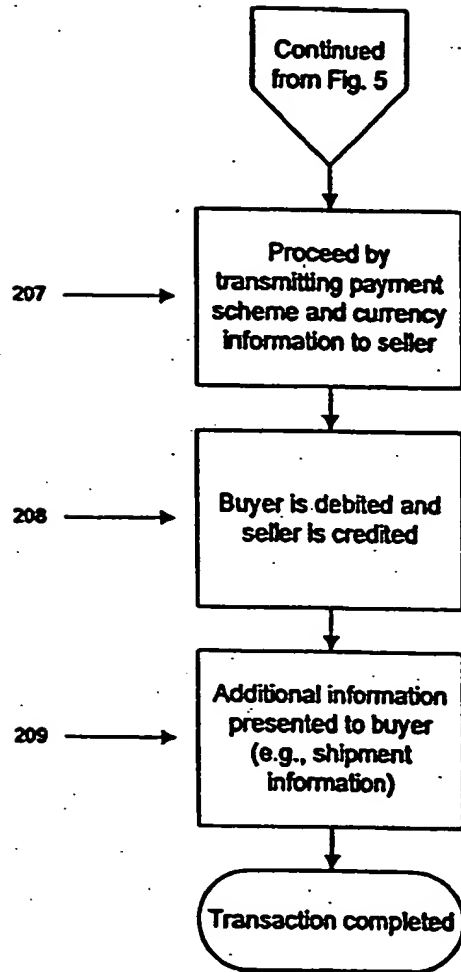 Continued
from Fig. 5
207
Proceed by
transmitting payment
scheme and currency
information to seller
208
Buyer is debited and
seller is credited
209
Additional information
presented to buyer
(e.g., shipment
information)
Transaction completed